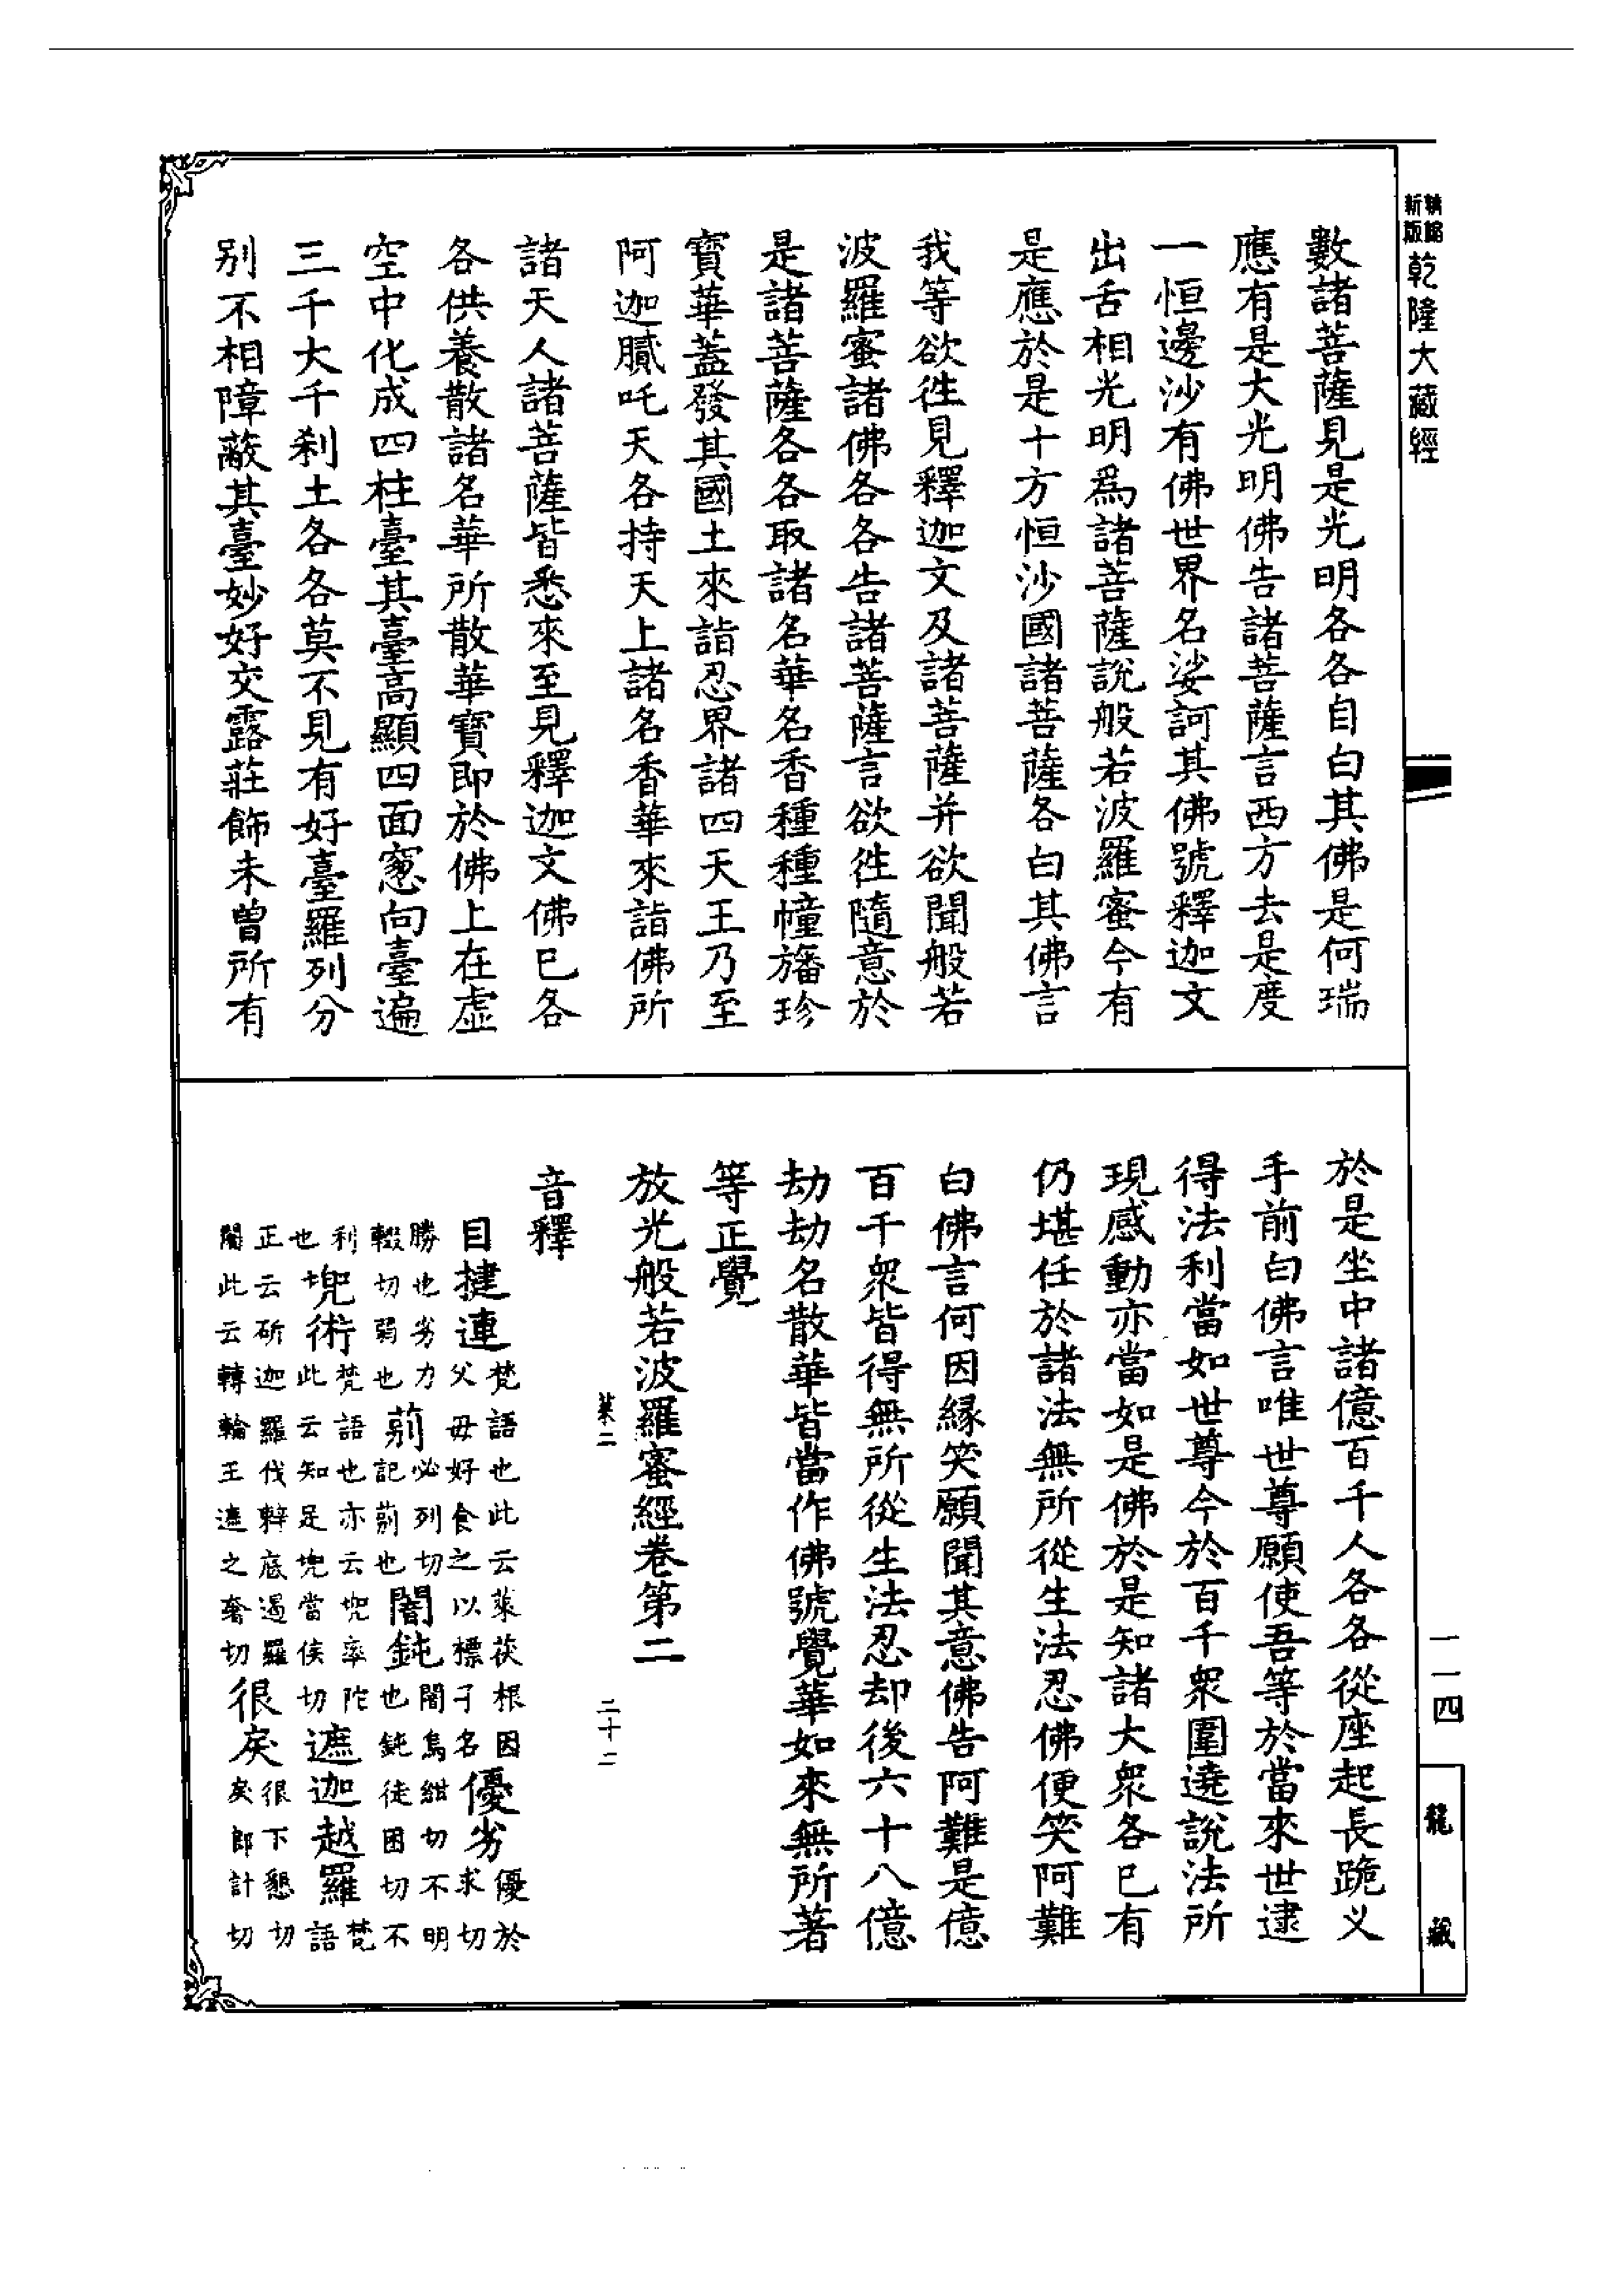 新版精縮
乾隆大藏經
數諸菩薩見是光明各各自白其佛是何瑞
應有是大光明佛告諸菩薩言西方去是度
一恒邊沙有佛世界名娑訶其佛號釋迦文
出舌相光明爲諸菩薩說般若波羅蜜今有
是應於是十方恒沙國諸菩薩各白其佛言
我等欲徃見釋迦文及諸菩薩并欲聞般若
波羅蜜諸佛各各告諸菩薩言欲徃隨意於
是諸菩薩各各取諸名華名香種種幢旛珍
寶華蓋發其國土來詣忍界諸四天王乃至
阿迦膩吒天各持天上諸名香華來詣佛所
諸天人諸菩薩皆悉來至見釋迦文佛已各
各供養散諸名華所散華寶即於佛上在虛
空中化成四柱臺其臺高顯四面窓向臺遍
三千大千刹土各各莫不見有好臺羅列分
別不相障蔽其臺妙好交露莊飾未曾所有
於是坐中諸億百千人各各從座起長跪叉
手前白佛言唯世尊願使吾等於當來世逮
得法利當如世尊今於百千衆圍遶說法所
現感動亦當如是佛於是知諸大衆各已有
仍堪任於諸法無所從生法忍佛便笑阿難
白佛言何因緣笑願聞其意佛告阿難是億
百千衆皆得無所從生法忍却後六十八億
劫劫名散華皆當作佛號覺華如來無所著
等正覺
放光般若波羅蜜經卷第二
菜二
二十二
音釋
目揵連梵語也此云萊茯根因父母好食之以標子名優劣優於求切
勝也劣力輟切弱也莂必列切記莂也闇鈍闇烏紺切不明也鈍徒困切不
利也兜術梵語也亦云兜率陀此云知足兜當侯切遮迦越羅梵語
正云斫迦羅伐辢底遏羅闍此云轉輪王遮之奢切很戾很下懇切戾郎計切
一一四
龍藏